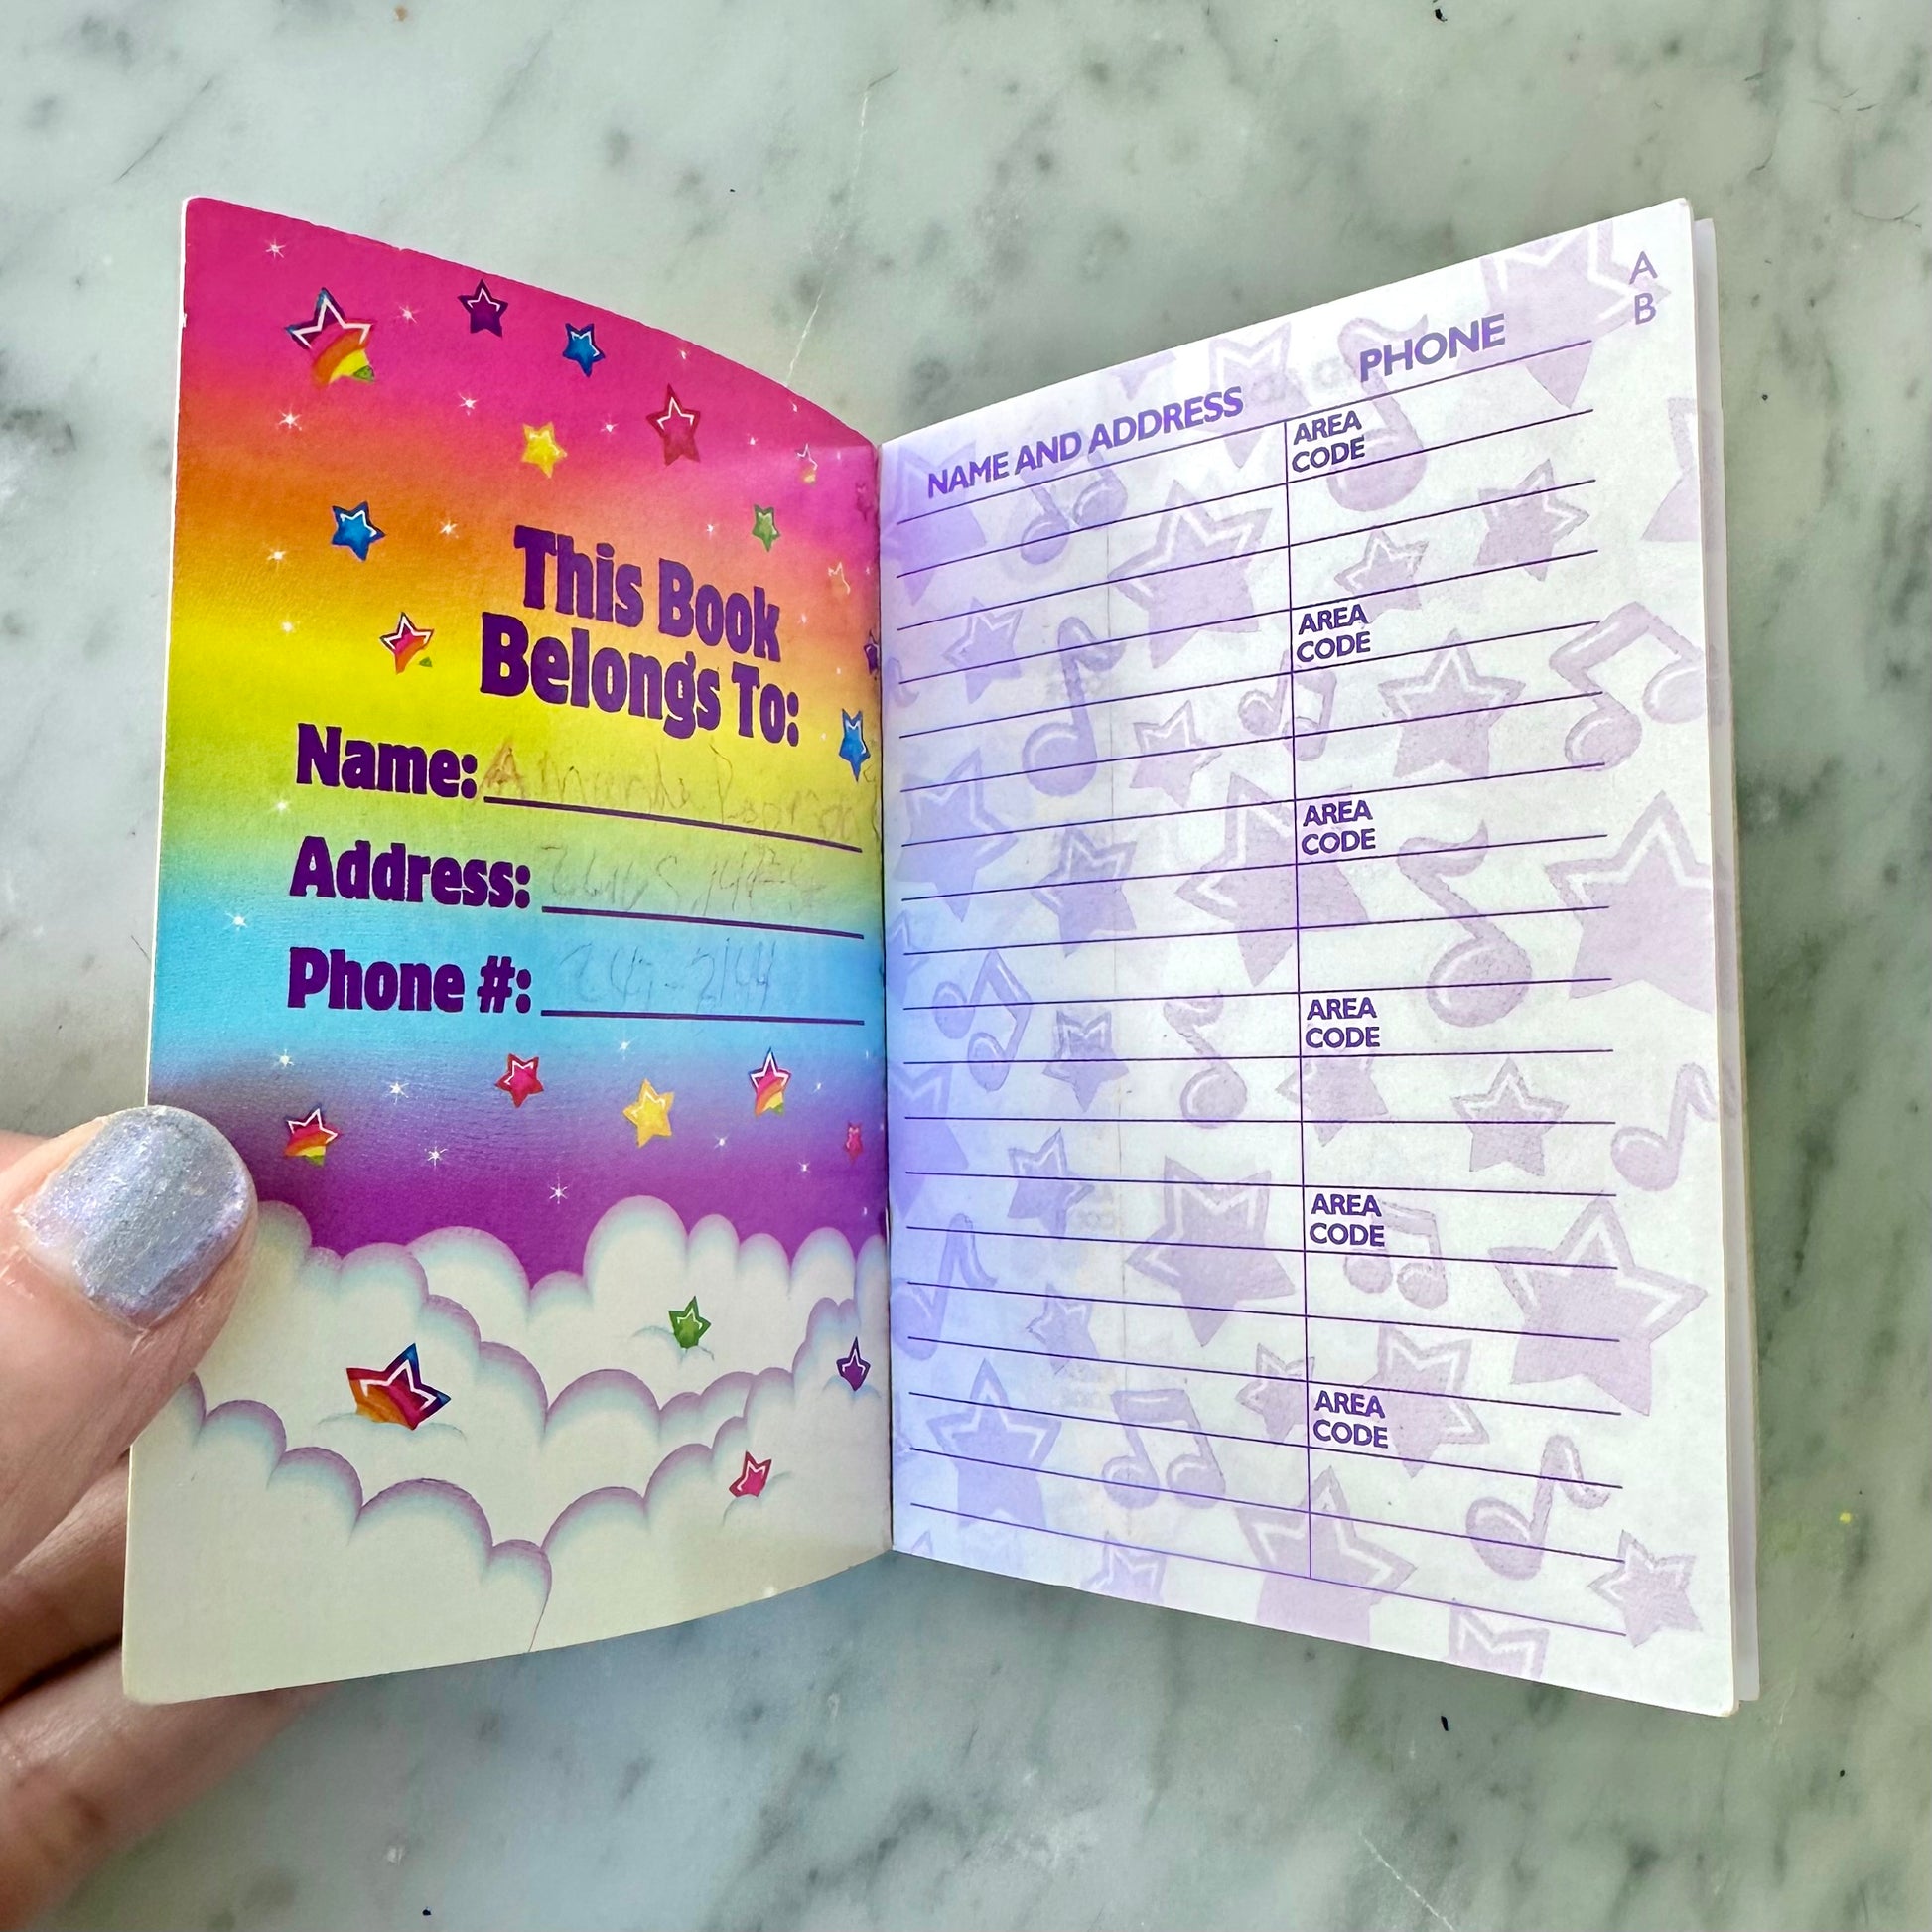 This Book
Belongs To:
Name: Amanda
Address:
Phone #:
A
B
NAME AND ADDRESS PHONE
AREA
CODE
AREA
CODE
AREA
CODE
AREA
CODE
AREA
CODE
AREA
CODE